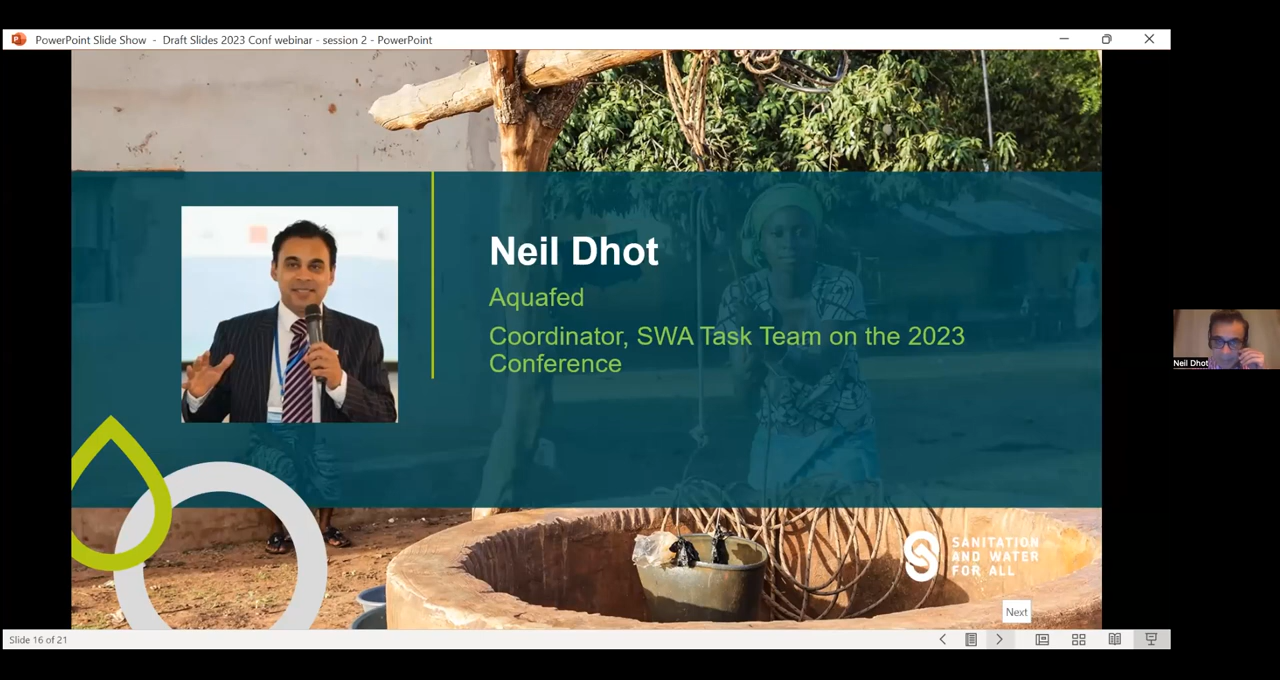 PowerPoint Slide Show - Draft Slides 2023 Conf webinar - session 2 - PowerPoint
Neil Dhot
Aquafed
Coordinator, SWA Task Team on the 2023
Conference
Neil Dhot
SANITATION
AND WATER
FOR ALL
Next
Slide 16 of 21